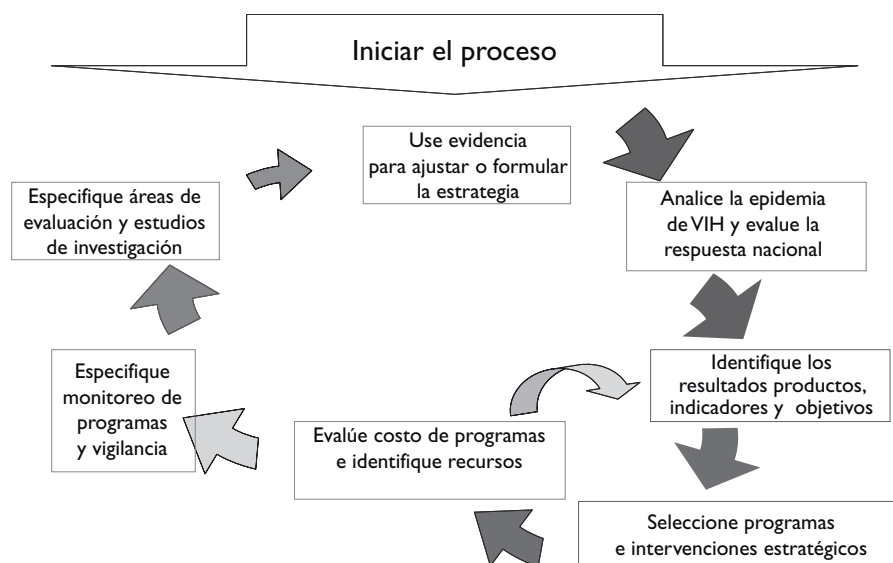 Iniciar el proceso
Use evidencia
para ajustar o formular
la estrategia
Analice la epidemia
de VIH y evalue la
respuesta nacional
Identifique los
resultados productos,
indicadores y objetivos
Seleccione programas
e intervenciones estratégicos
Evalúe costo de programas
e identifique recursos
Especifique
monitoreo de
programas
y vigilancia
Especifique áreas de
evaluación y estudios
de investigación